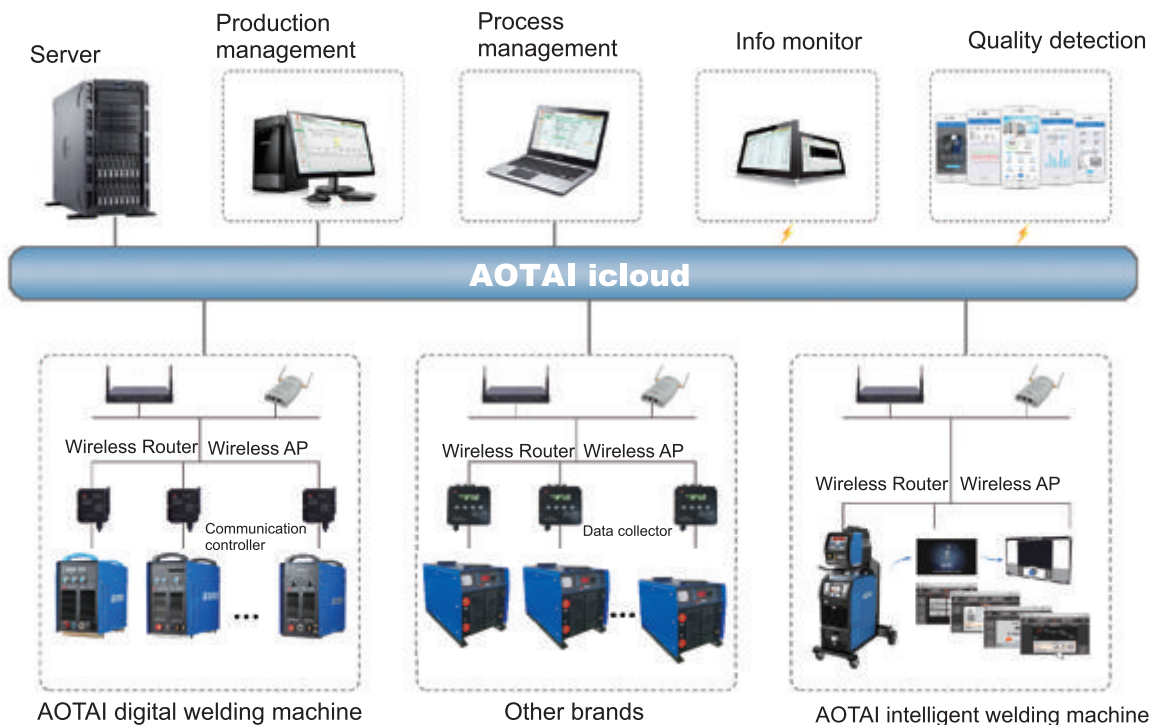 Server
Production
management
Process
management
Info monitor
Quality detection
AOTAI icloud
Wireless Router
Wireless AP
Communication
controller
AOTAI digital welding machine
Wireless Router
Wireless AP
Data collector
Other brands
Wireless Router
Wireless AP
AOTAI intelligent welding machine